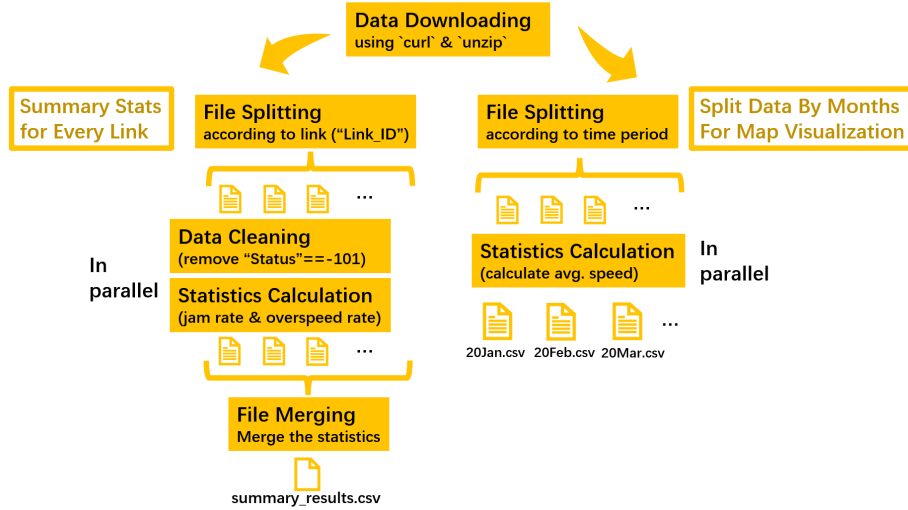 Data Downloading
using `curl` & `unzip`
Summary Stats
for Every Link
File Splitting
according to link (“Link_ID”)
...
Data Cleaning
(remove “Status”==-101)
In
parallel
Statistics Calculation
(jam rate & overspeed rate)
...
File Merging
Merge the statistics
summary_results.csv
File Splitting
according to time period
Split Data By Months
For Map Visualization
...
Statistics Calculation
(calculate avg. speed)
In
parallel
...
20Jan.csv 20Feb.csv 20Mar.csv